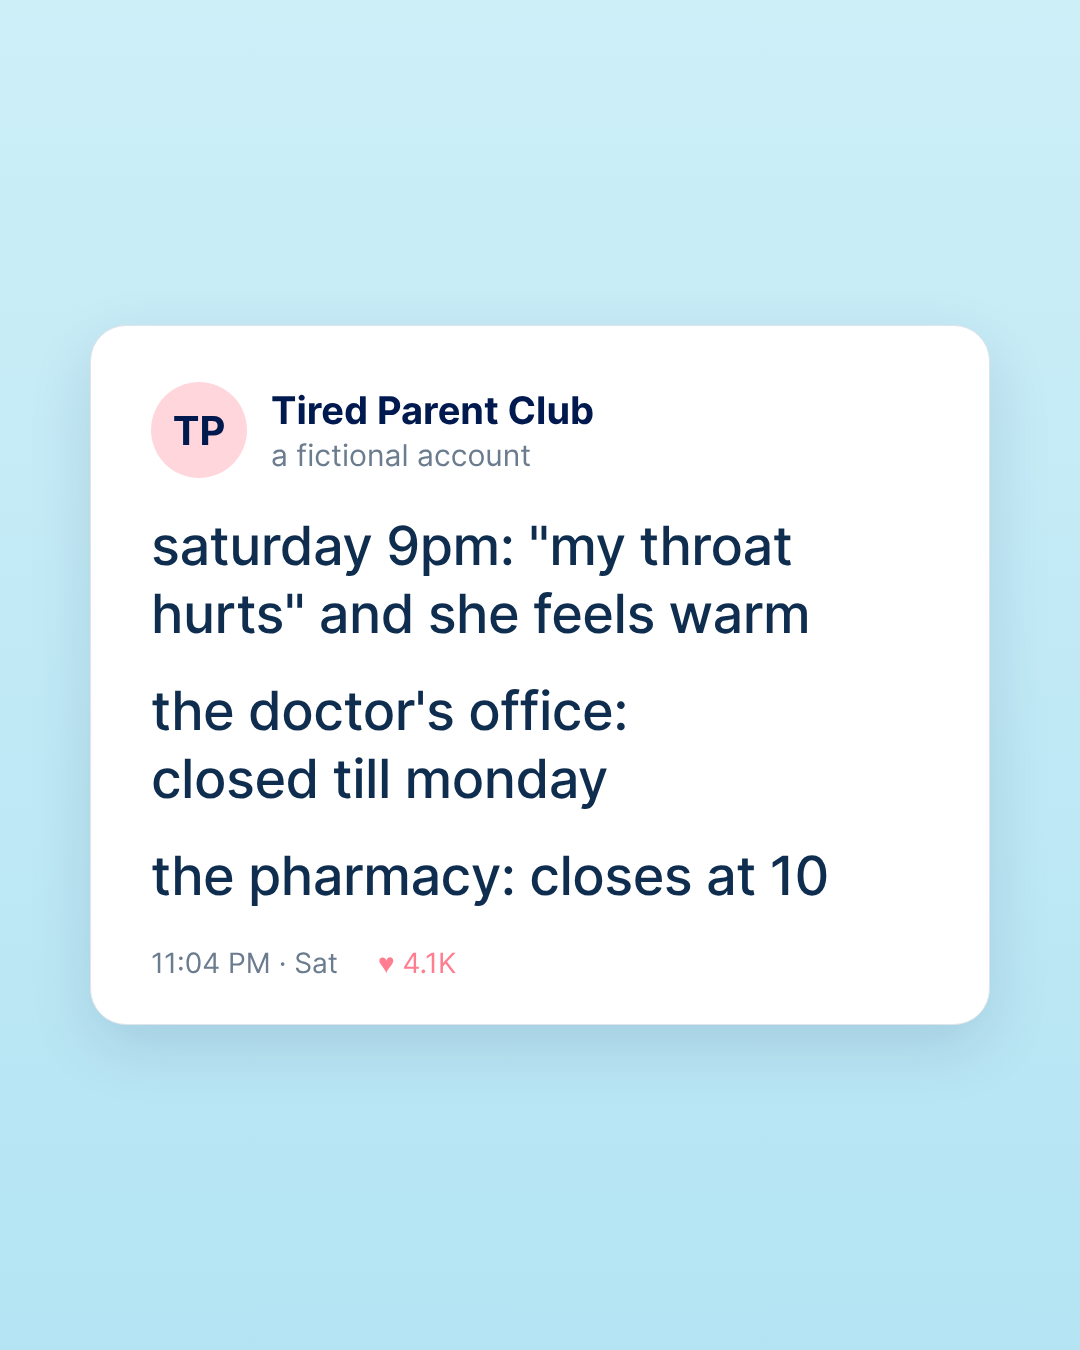 TP
Tired Parent Club
a fictional account
saturday 9pm: "my throat
hurts" and she feels warm
the doctor's office:
closed till monday
the pharmacy: closes at 10
11:04 PM · Sat ♥ 4.1K